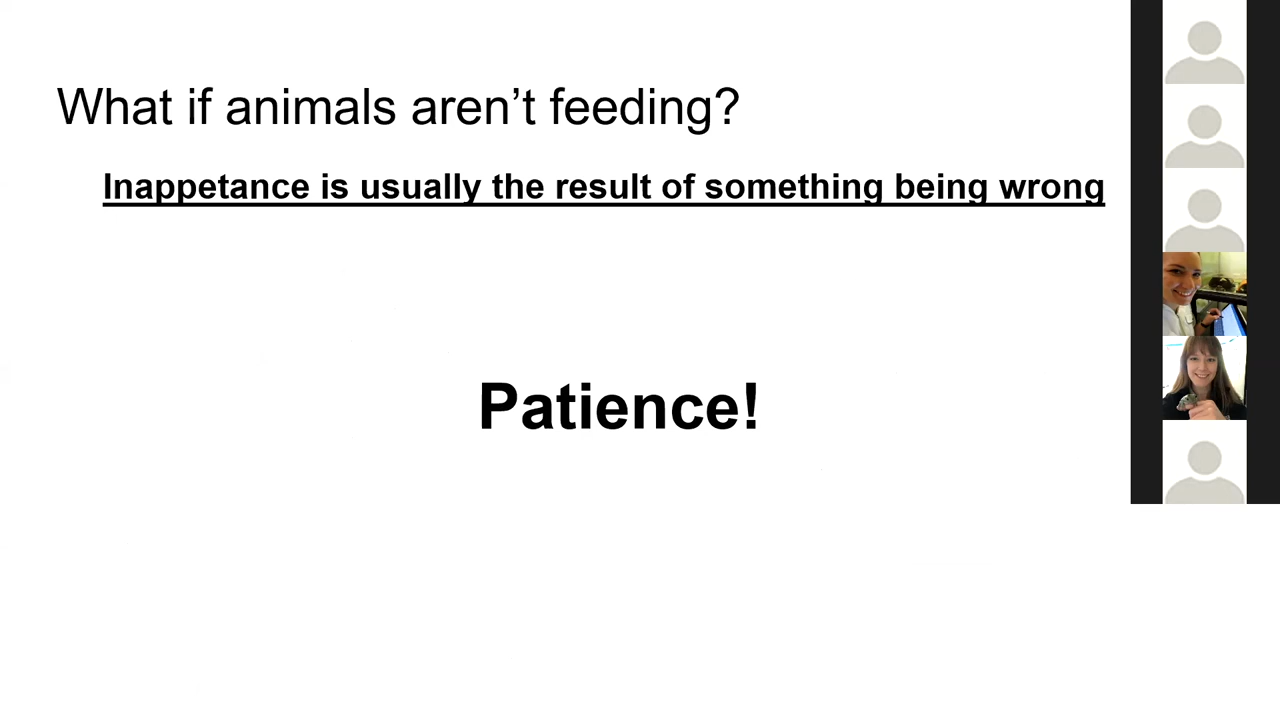 What if animals aren’t feeding?
Inappetance is usually the result of something being wrong
Patience!